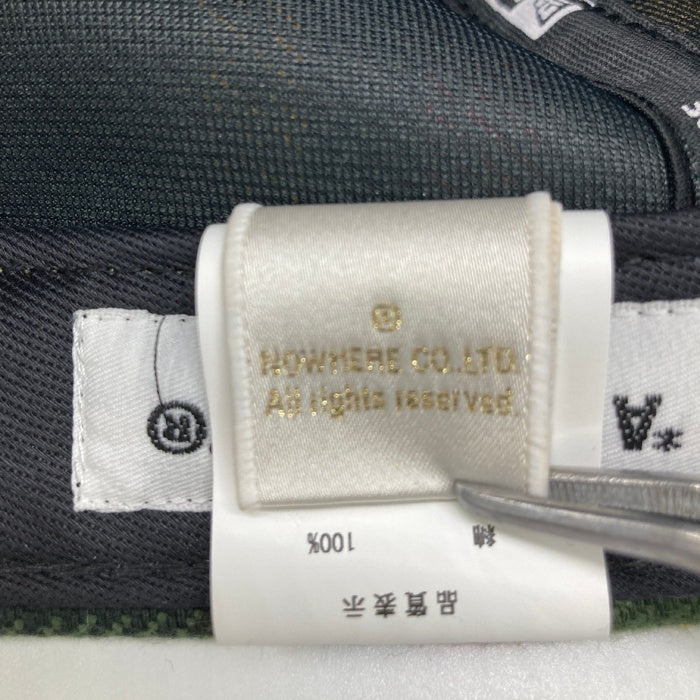 ©
NOWHERE CO.,LTD.
All rights reserved.
品質表示
綿 100%
®
*A